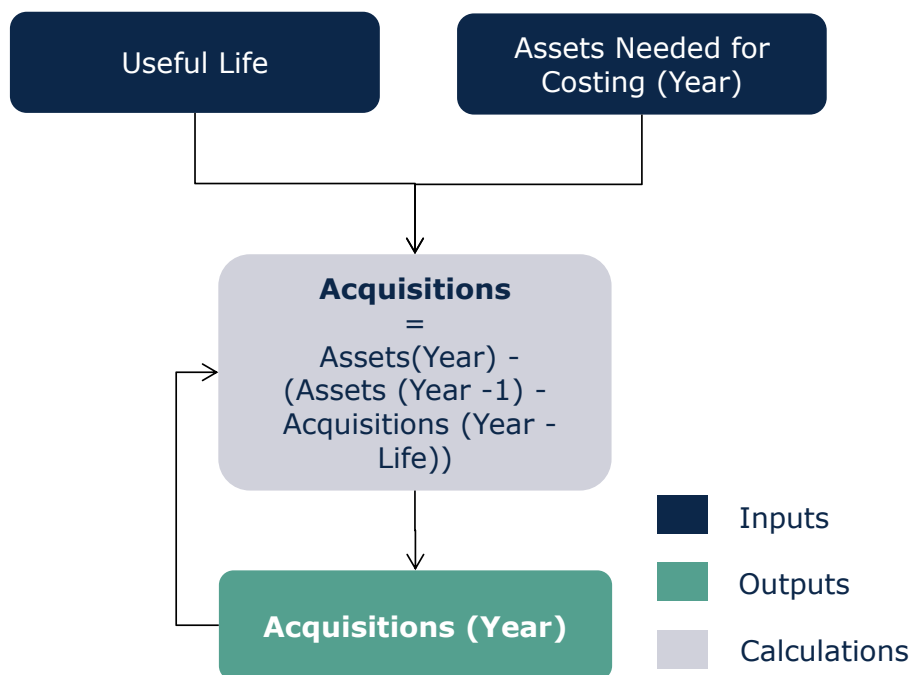 Useful Life
Assets Needed for
Costing (Year)
Acquisitions
=
Assets(Year) -
(Assets (Year -1) -
Acquisitions (Year -
Life))
Acquisitions (Year)
Inputs
Outputs
Calculations